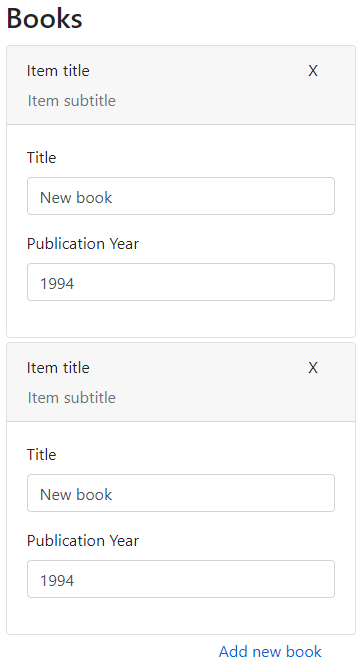 Books
Item title X
Item subtitle
Title
New book
Publication Year
1994
Item title X
Item subtitle
Title
New book
Publication Year
1994
Add new book